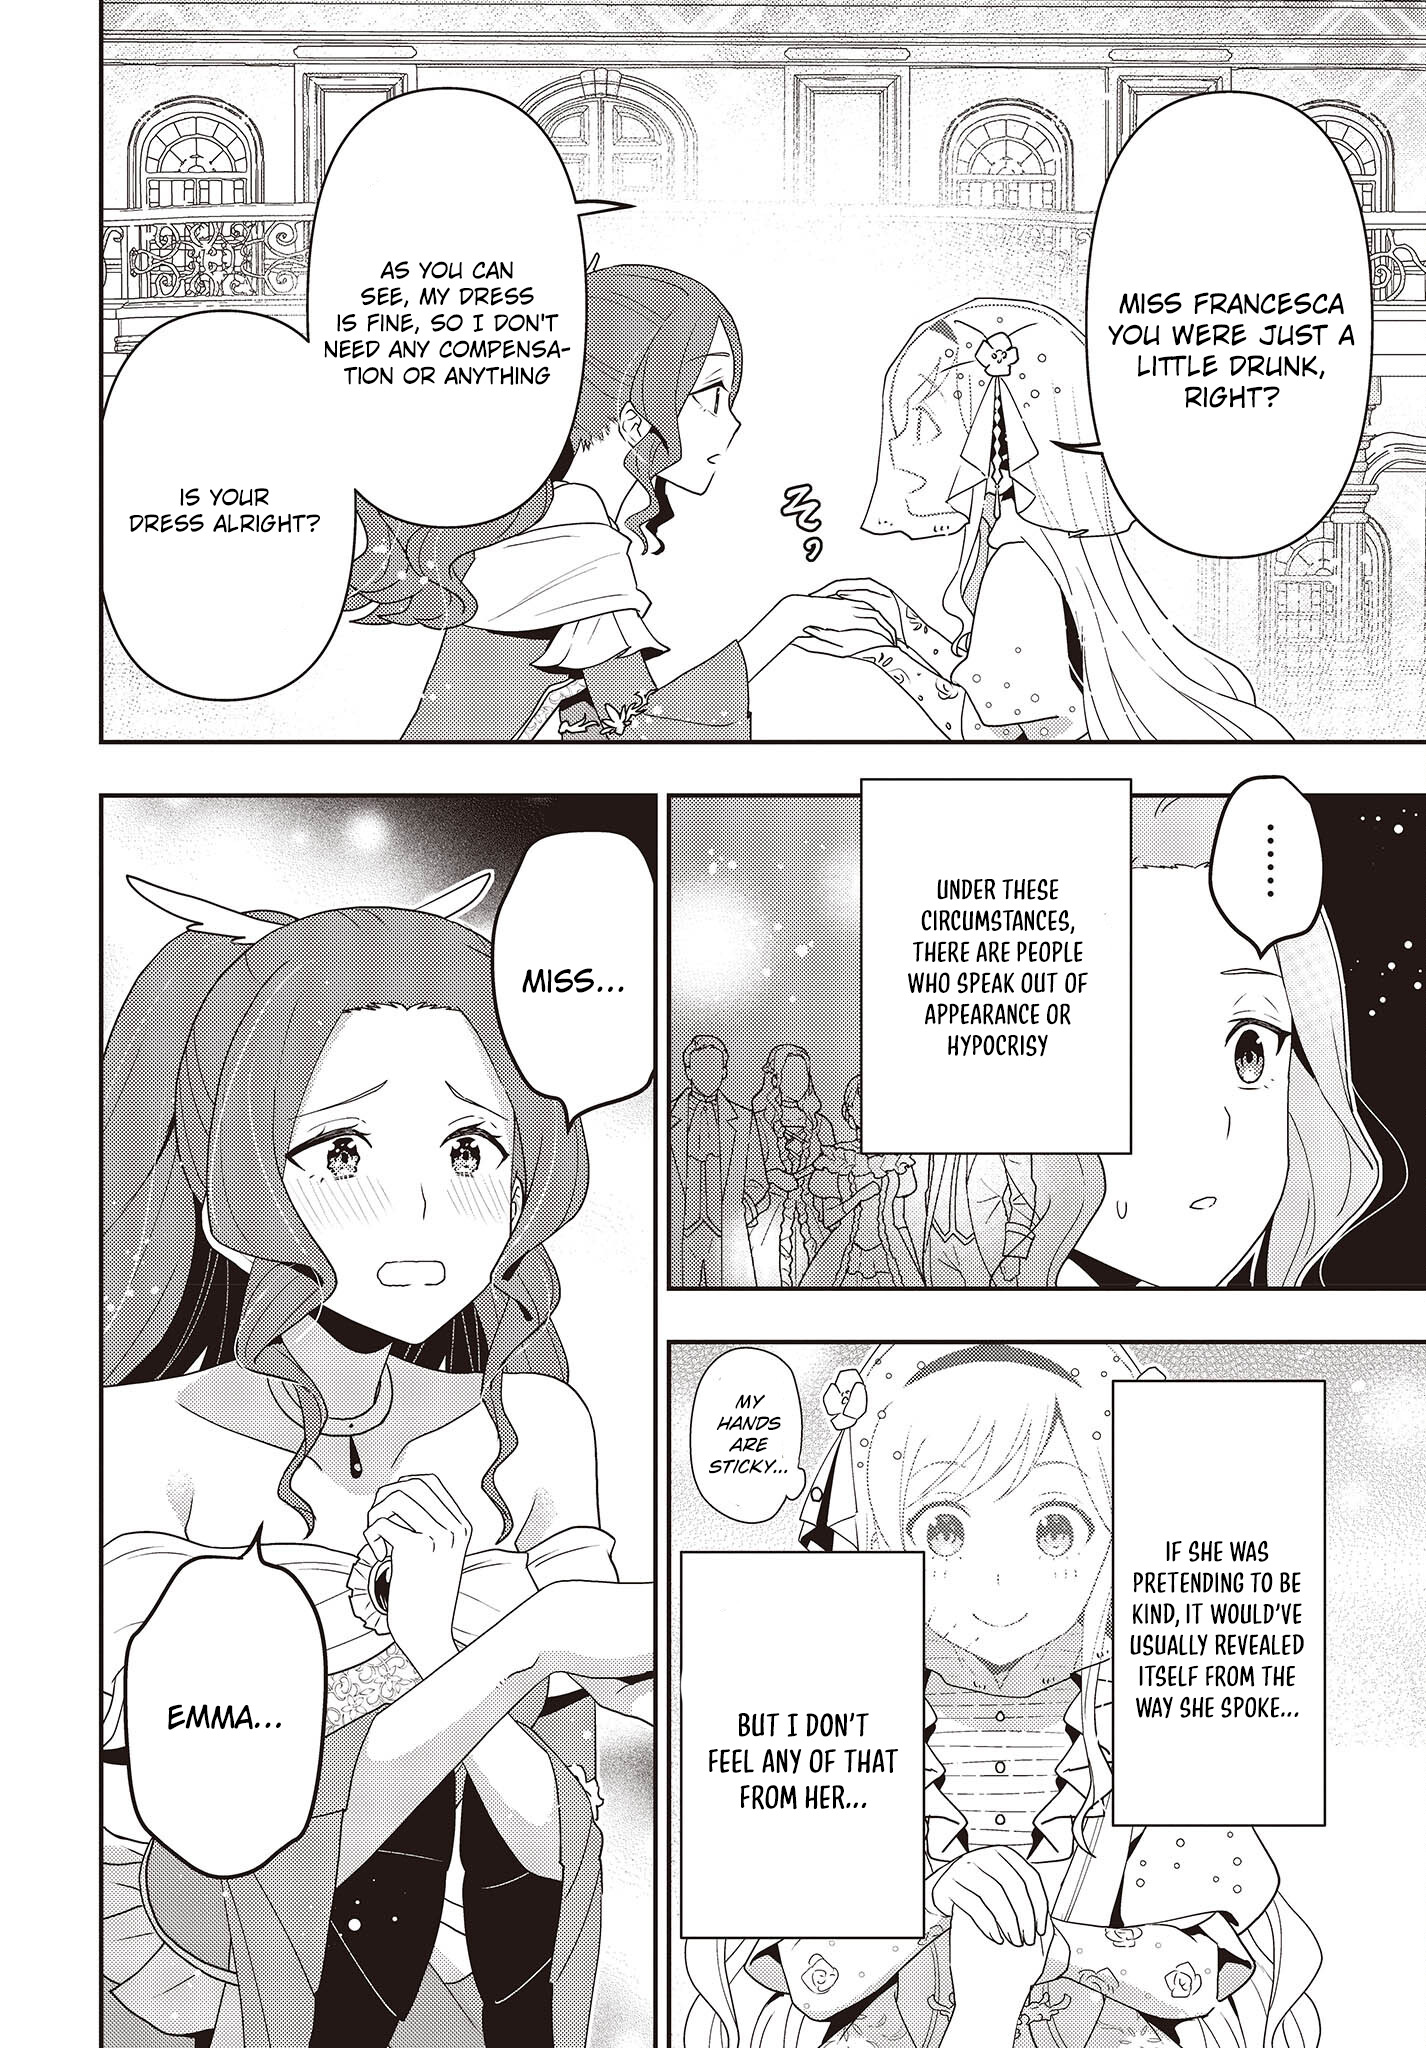 MISS FRANCESCA
YOU WERE JUST A
LITTLE DRUNK,
RIGHT?
AS YOU CAN
SEE, MY DRESS
IS FINE, SO I DON'T
NEED ANY COMPENSA-
TION OR ANYTHING
IS YOUR
DRESS ALRIGHT?
........
UNDER THESE
CIRCUMSTANCES,
THERE ARE PEOPLE
WHO SPEAK OUT OF
APPEARANCE OR
HYPOCRISY
IF SHE WAS
PRETENDING TO BE
KIND, IT WOULD'VE
USUALLY REVEALED
ITSELF FROM THE
WAY SHE SPOKE...
MY
HANDS
ARE
STICKY...
BUT I DON'T
FEEL ANY OF THAT
FROM HER...
MISS...
EMMA...